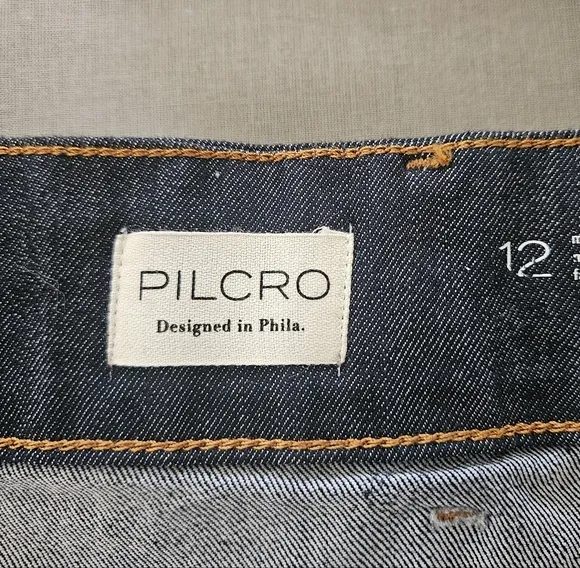 PILCRO
Designed in Phila.
12